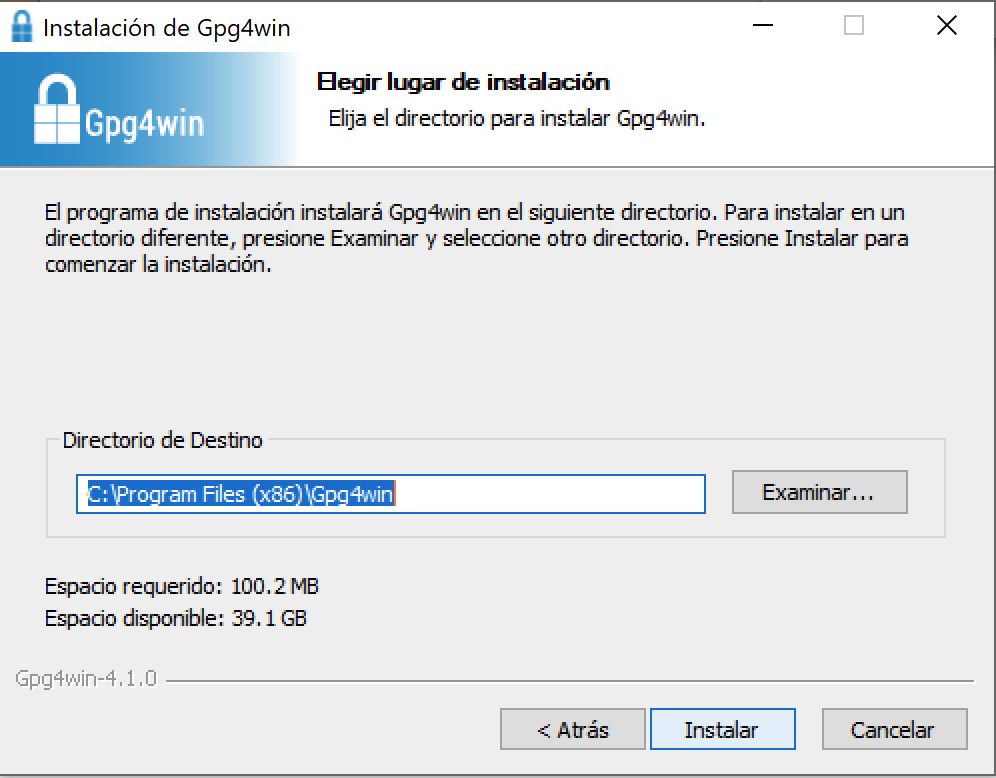 Instalación de Gpg4win
Gpg4win
Elegir lugar de instalación
Elija el directorio para instalar Gpg4win.
El programa de instalación instalará Gpg4win en el siguiente directorio. Para instalar en un
directorio diferente, presione Examinar y seleccione otro directorio. Presione Instalar para
comenzar la instalación.
Directorio de Destino
C:\Program Files (x86)\Gpg4win
Examinar...
Espacio requerido: 100.2 MB
Espacio disponible: 39.1 GB
Gpg4win-4.1.0
< Atrás
Instalar
Cancelar